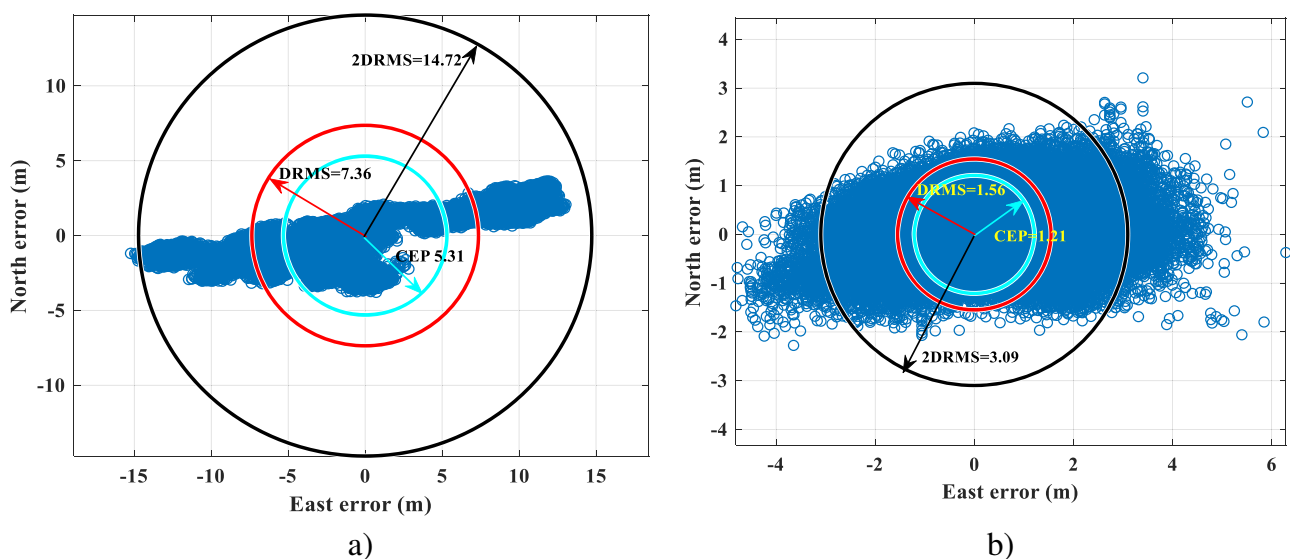 2DRMS=14.72
DRMS=7.36
CEP 5.31
10
5
0
-5
-10
North error (m)
-15
-10
-5
0
5
10
15
East error (m)
a)
DRMS=1.56
CEP=1.21
2DRMS=3.09
4
3
2
1
0
-1
-2
-3
-4
North error (m)
-4
-2
0
2
4
6
East error (m)
b)